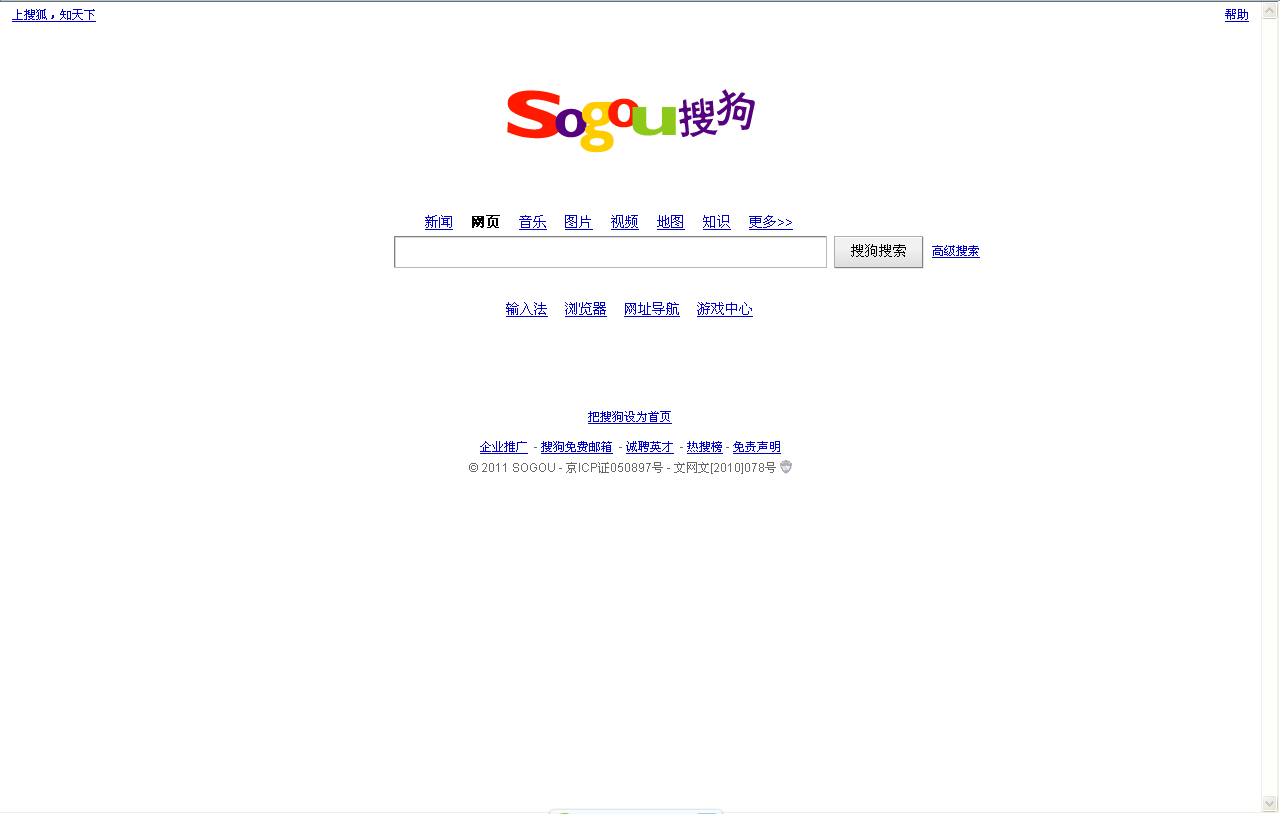 上搜狐，知天下 帮助
Sogou搜狗
新闻 网页 音乐 图片 视频 地图 知识 更多>>
搜狗搜索 高级搜索
输入法 浏览器 网址导航 游戏中心
把搜狗设为首页
企业推广 - 搜狗免费邮箱 - 诚聘英才 - 热搜榜 - 免责声明
© 2011 SOGOU - 京ICP证050897号 - 文网文[2010]078号